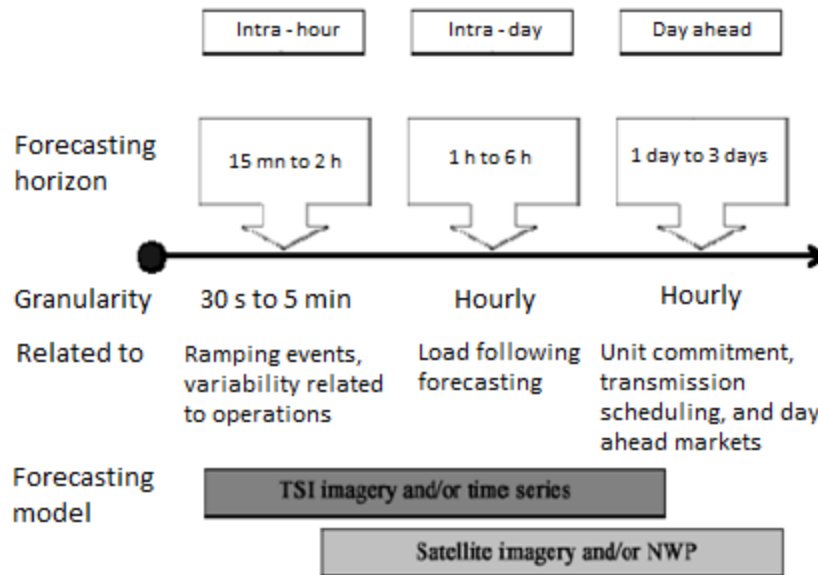 Intra - hour
Intra - day
Day ahead
Forecasting
horizon
15 mn to 2 h
1 h to 6 h
1 day to 3 days
Granularity
30 s to 5 min
Hourly
Hourly
Related to
Ramping events,
variability related
to operations
Load following
forecasting
Unit commitment,
transmission
scheduling, and day
ahead markets
Forecasting
model
TSI imagery and/or time series
Satellite imagery and/or NWP